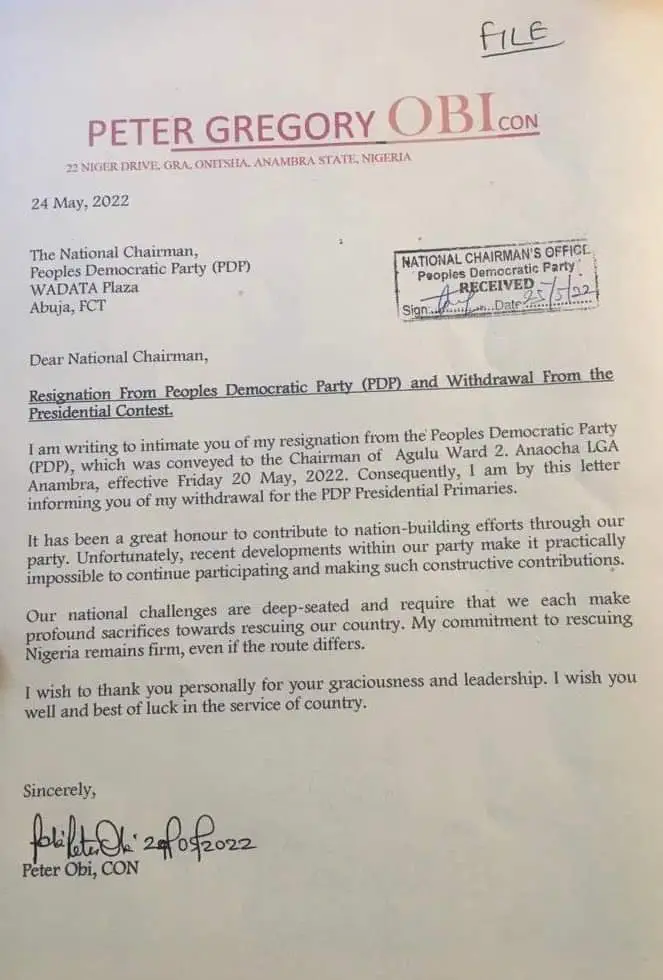 FILE
PETER GREGORY OBI CON
22 NIGER DRIVE, GRA, ONITSHA, ANAMBRA STATE, NIGERIA
24 May, 2022
The National Chairman,
Peoples Democratic Party (PDP)
WADATA Plaza
Abuja, FCT
NATIONAL CHAIRMAN'S OFFICE
Peoples Democratic Party
RECEIVED
Sign:.............Date 25/5/22
Dear National Chairman,
Resignation From Peoples Democratic Party (PDP) and Withdrawal From the
Presidential Contest.
I am writing to intimate you of my resignation from the Peoples Democratic Party
(PDP), which was conveyed to the Chairman of Agulu Ward 2. Anaocha LGA
Anambra, effective Friday 20 May, 2022. Consequently, I am by this letter
informing you of my withdrawal for the PDP Presidential Primaries.
It has been a great honour to contribute to nation-building efforts through our
party. Unfortunately, recent developments within our party make it practically
impossible to continue participating and making such constructive contributions.
Our national challenges are deep-seated and require that we each make
profound sacrifices towards rescuing our country. My commitment to rescuing
Nigeria remains firm, even if the route differs.
I wish to thank you personally for your graciousness and leadership. I wish you
well and best of luck in the service of country.
Sincerely,
Peter Obi
Peter Obi, CON